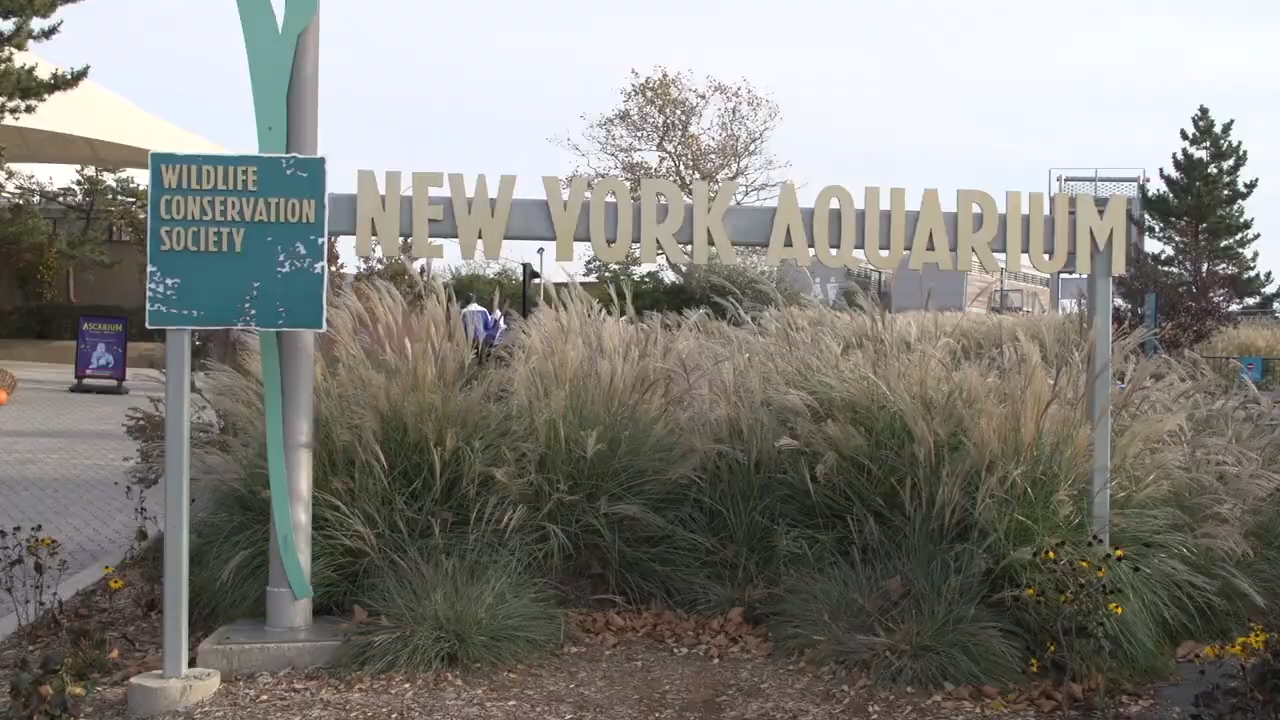 WILDLIFE
CONSERVATION
SOCIETY
NEW YORK AQUARIUM
ASCARIUM